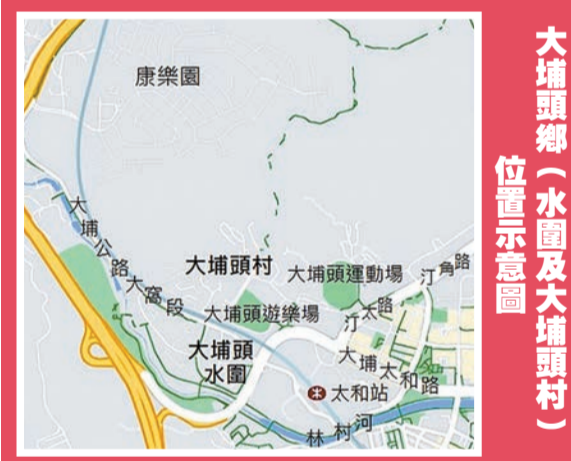 大埔頭鄉（水圍及大埔頭村）
位置示意圖
康樂園
大埔公路大窩段
大埔頭村
大埔頭運動場
汀角路
大埔頭遊樂場
汀太路
大埔頭
水圍
大埔太和路
太和站
林村河